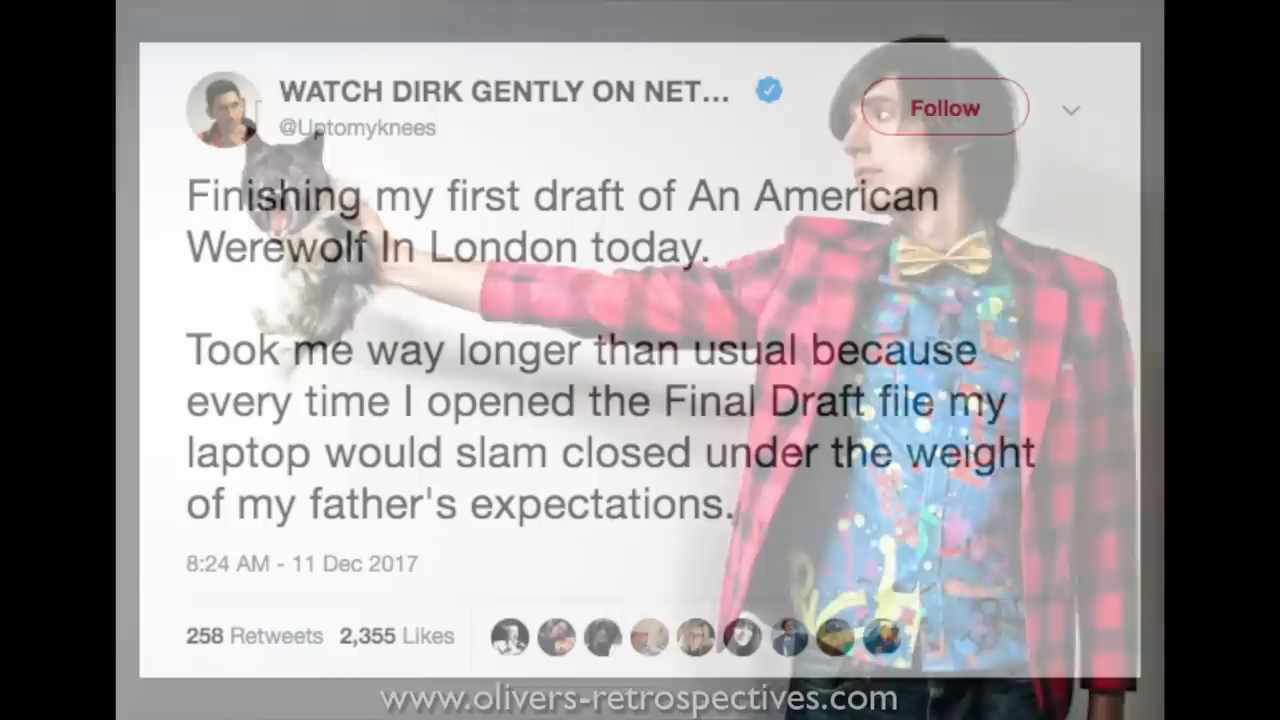 WATCH DIRK GENTLY ON NET...
@Uptomyknees
Follow
Finishing my first draft of An American
Werewolf In London today.
Took me way longer than usual because
every time I opened the Final Draft file my
laptop would slam closed under the weight
of my father's expectations.
8:24 AM - 11 Dec 2017
258 Retweets 2,355 Likes
www.olivers-retrospectives.com